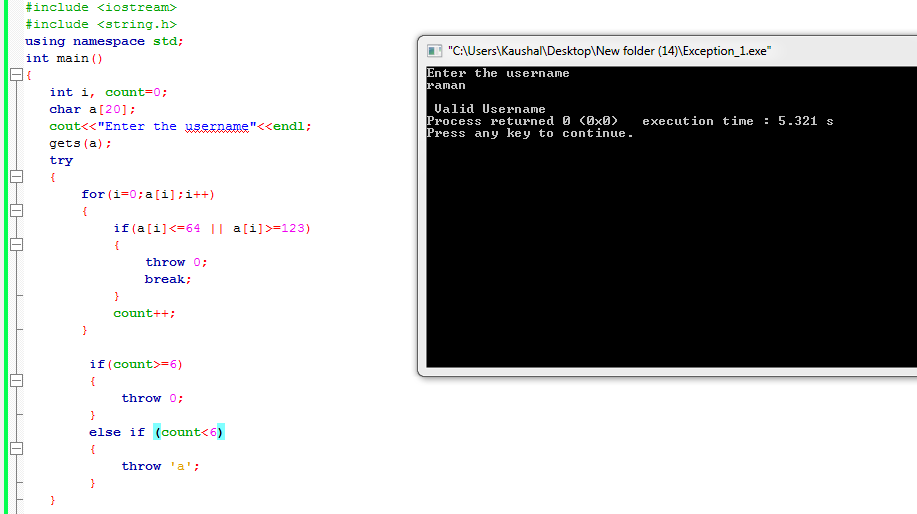 #include <iostream>
#include <string.h>
using namespace std;
int main()
{
int i, count=0;
char a[20];
cout<<"Enter the username"<<endl;
gets(a);
try
{
for(i=0;a[i];i++)
{
if(a[i]<=64 || a[i]>=123)
{
throw 0;
break;
}
count++;
}
if(count>=6)
{
throw 0;
}
else if (count<6)
{
throw 'a';
}
}
"C:\Users\Kaushal\Desktop\New folder (14)\Exception_1.exe"
Enter the username
raman
Valid Username
Process returned 0 (0x0) execution time : 5.321 s
Press any key to continue.